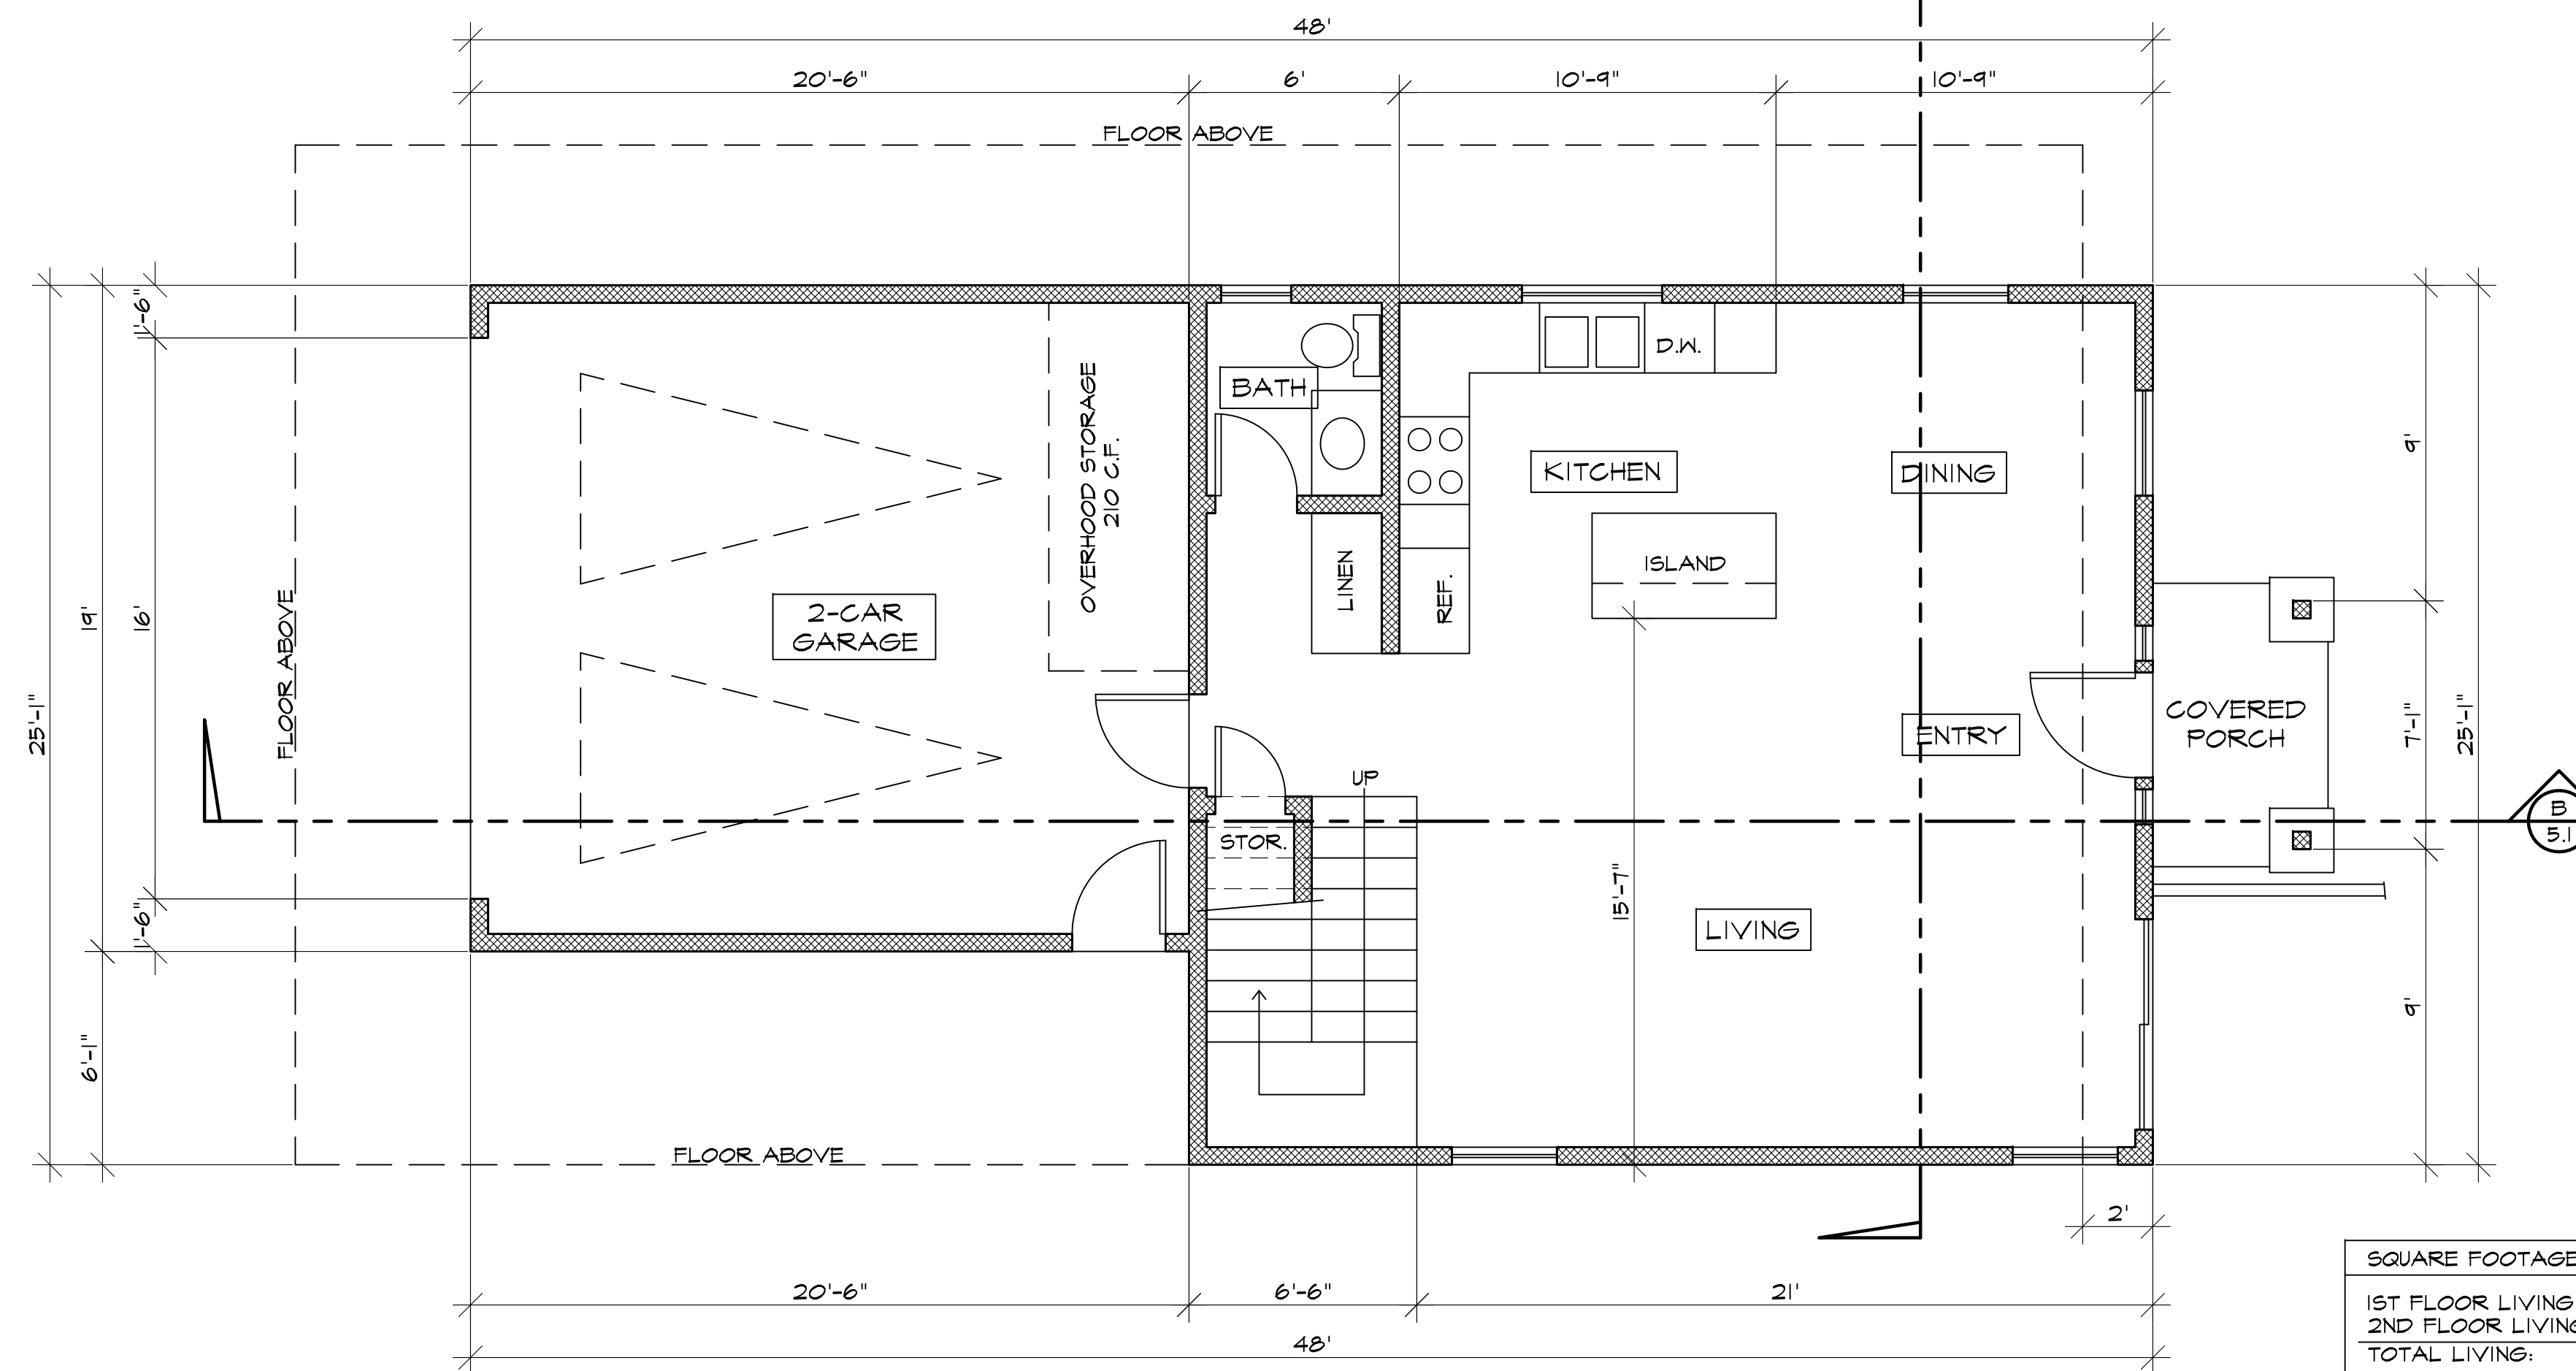 48'
20'-6"
6'
10'-9"
10'-9"
FLOOR ABOVE
1'-6"
16'
1'-6"
19'
6'-1"
25'-1"
FLOOR ABOVE
2-CAR
GARAGE
OVERHOOD STORAGE
210 C.F.
BATH
LINEN
REF.
D.W.
KITCHEN
ISLAND
DINING
ENTRY
COVERED
PORCH
UP
STOR.
LIVING
15'-7"
9'
7'-1"
9'
25'-1"
B
5.1
FLOOR ABOVE
2'
20'-6"
6'-6"
21'
48'
SQUARE FOOTAGE
1ST FLOOR LIVING
2ND FLOOR LIVING
TOTAL LIVING: